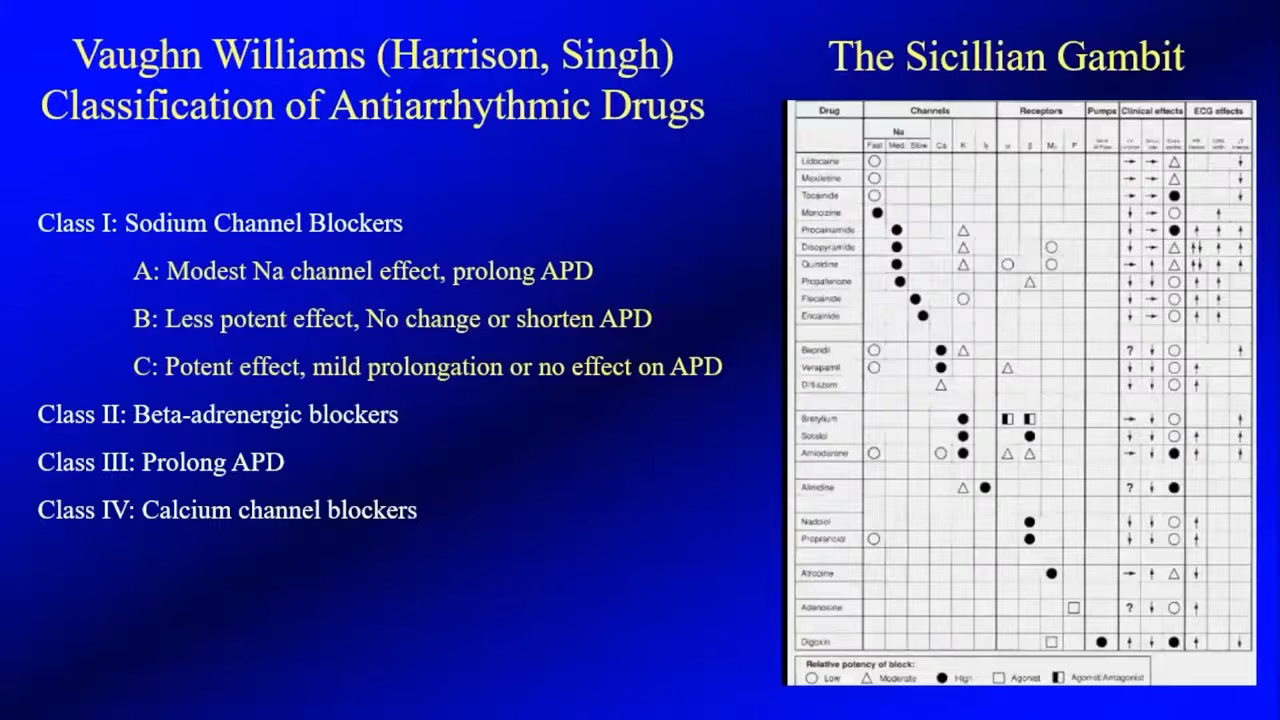 Vaughn Williams (Harrison, Singh)
Classification of Antiarrhythmic Drugs
Class I: Sodium Channel Blockers
A: Modest Na channel effect, prolong APD
B: Less potent effect, No change or shorten APD
C: Potent effect, mild prolongation or no effect on APD
Class II: Beta-adrenergic blockers
Class III: Prolong APD
Class IV: Calcium channel blockers
The Sicillian Gambit
Drug Channels Receptors Pumps Clinical effects ECG effects
Na
Fast Med. Slow Ca K α β M₂ P
Lidocaine
Mexiletine
Tocainide
Moricizine
Procainamide
Disopyramide
Quinidine
Propafenone
Flecainide
Encainide
Bepridil
Verapamil
Diltiazem
Bretylium
Sotalol
Amiodarone
Alinidine
Nadolol
Propranolol
Atropine
Adenosine
Digoxin
Relative potency of block:
Low Moderate High Agonist Agonist/Antagonist